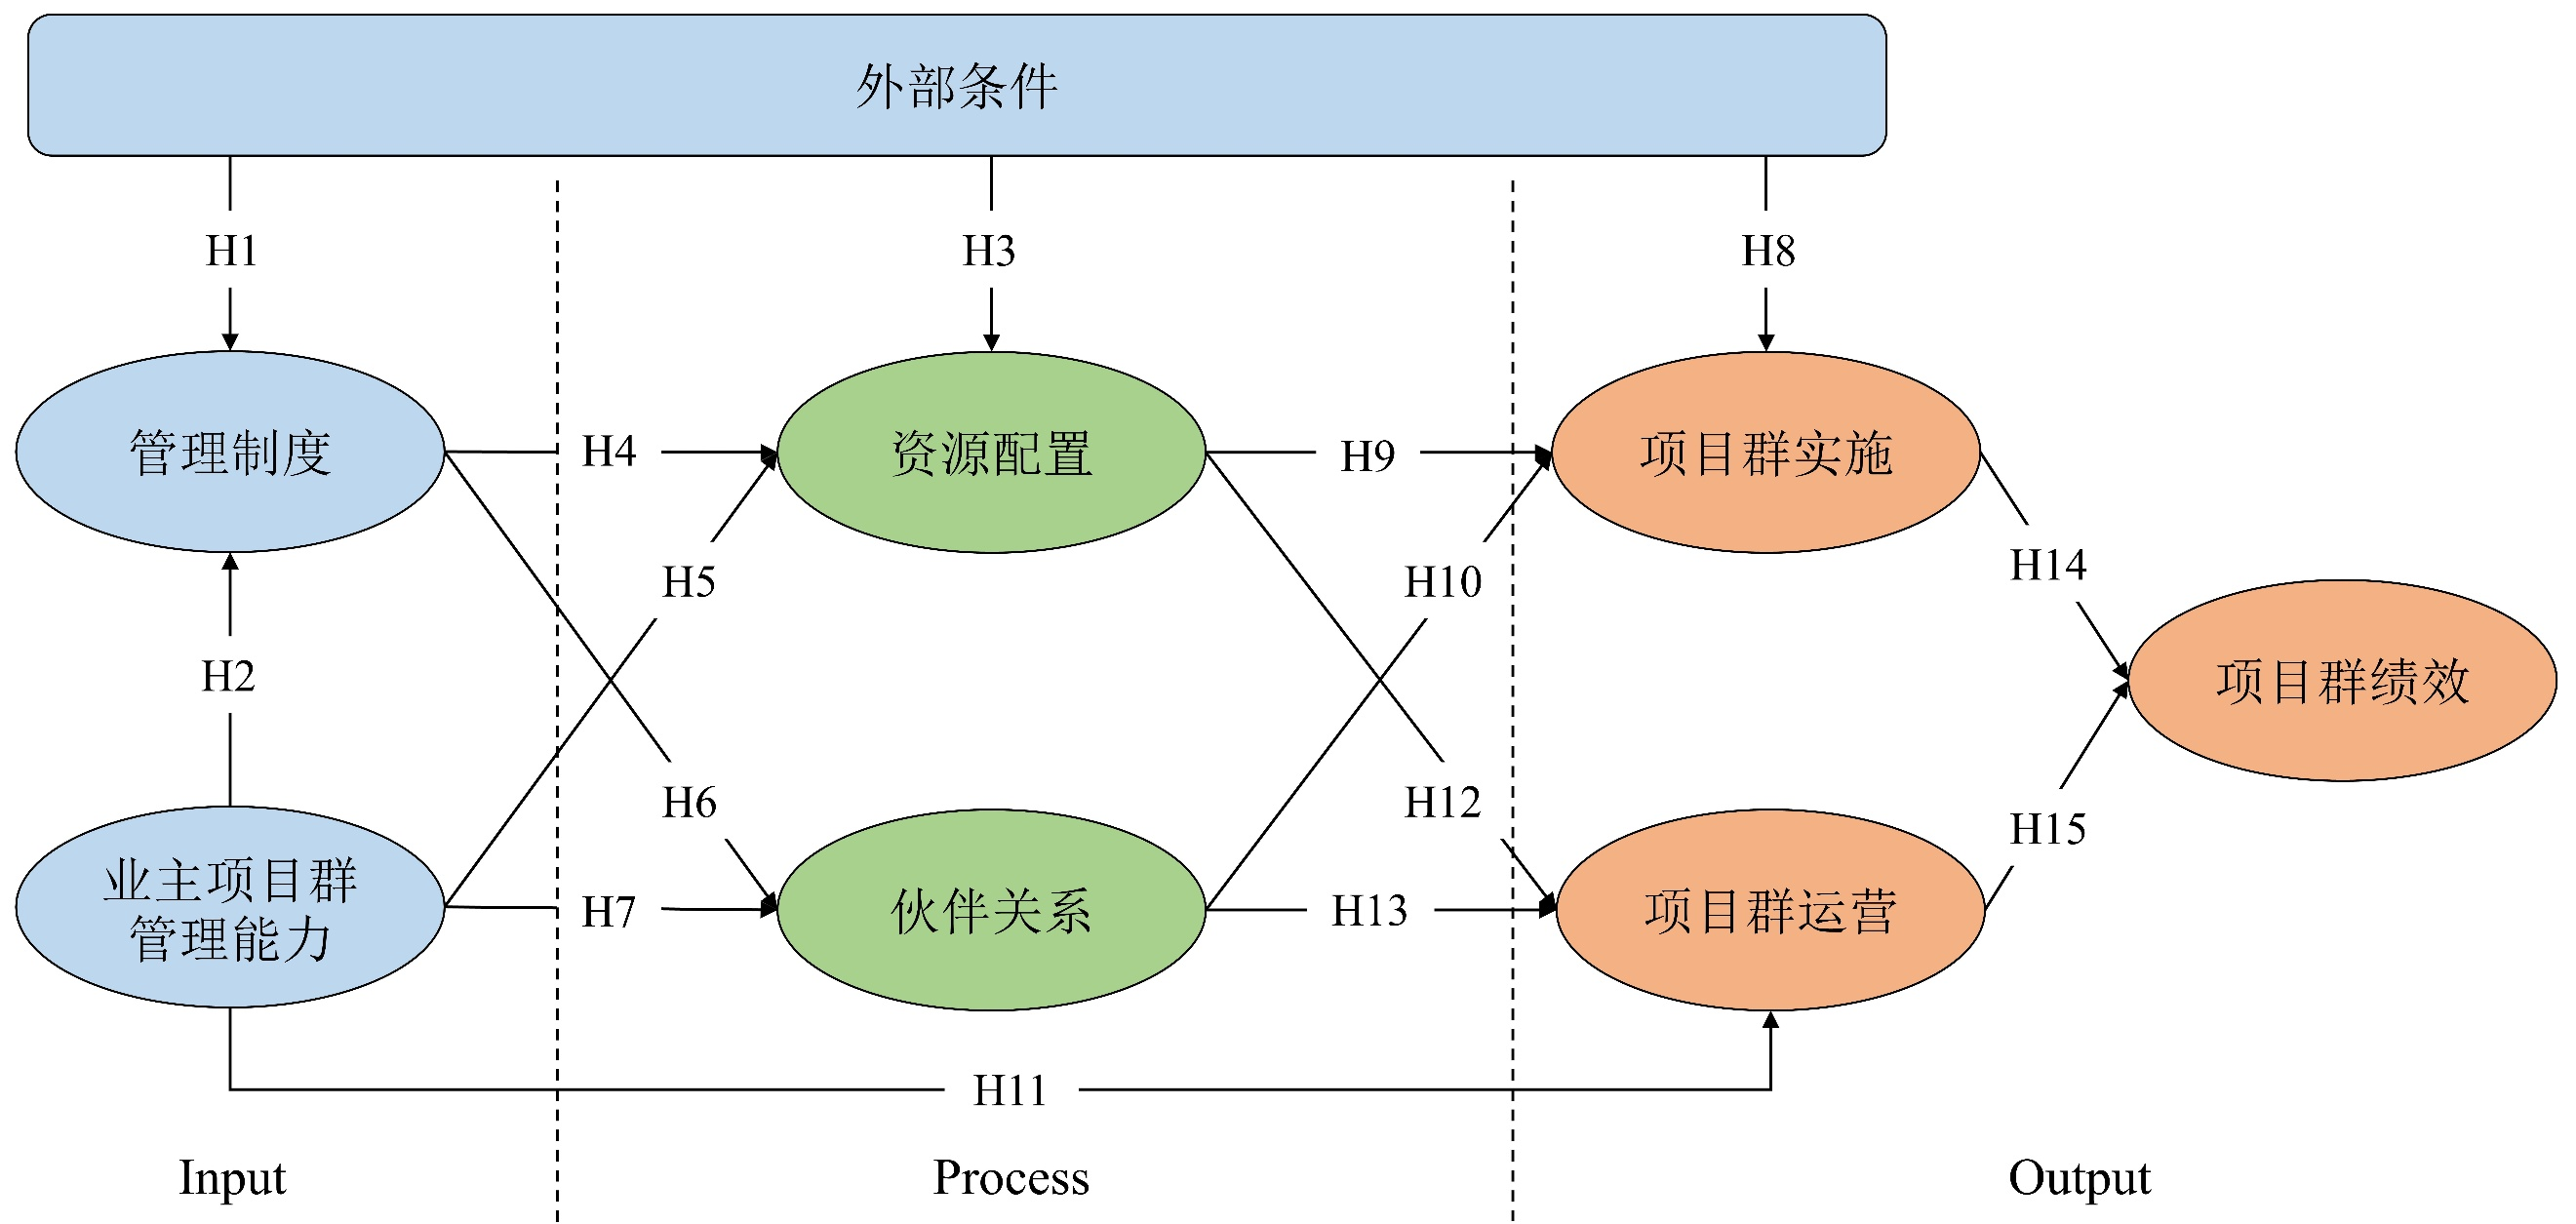 外部条件
H1
H3
H8
管理制度
H4
资源配置
H9
项目群实施
H5
H10
H14
H2
项目群绩效
H6
H12
H15
业主项目群
管理能力
H7
伙伴关系
H13
项目群运营
H11
Input
Process
Output